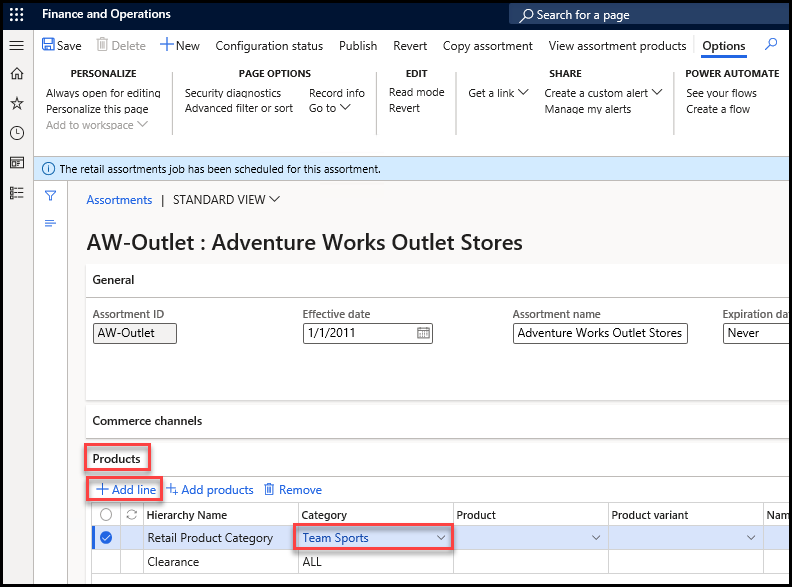 Finance and Operations
Search for a page
Save Delete New Configuration status Publish Revert Copy assortment View assortment products Options
PERSONALIZE PAGE OPTIONS EDIT SHARE POWER AUTOMATE
Always open for editing Security diagnostics Record info Read mode Get a link Create a custom alert See your flows
Personalize this page Advanced filter or sort Go to Revert Manage my alerts Create a flow
Add to workspace
The retail assortments job has been scheduled for this assortment.
Assortments | STANDARD VIEW
AW-Outlet : Adventure Works Outlet Stores
General
Assortment ID Effective date Assortment name Expiration da
AW-Outlet 1/1/2011 Adventure Works Outlet Stores Never
Commerce channels
Products
Add line Add products Remove
Hierarchy Name Category Product Product variant Nam
Retail Product Category Team Sports
Clearance ALL